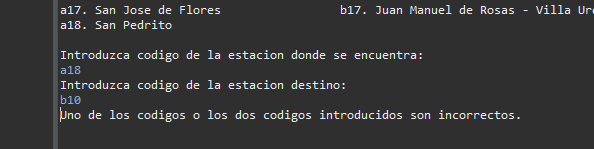 a17. San Jose de Flores b17. Juan Manuel de Rosas - Villa
a18. San Pedrito
Introduzca codigo de la estacion donde se encuentra:
a18
Introduzca codigo de la estacion destino:
b10
Uno de los codigos o los dos codigos introducidos son incorrectos.